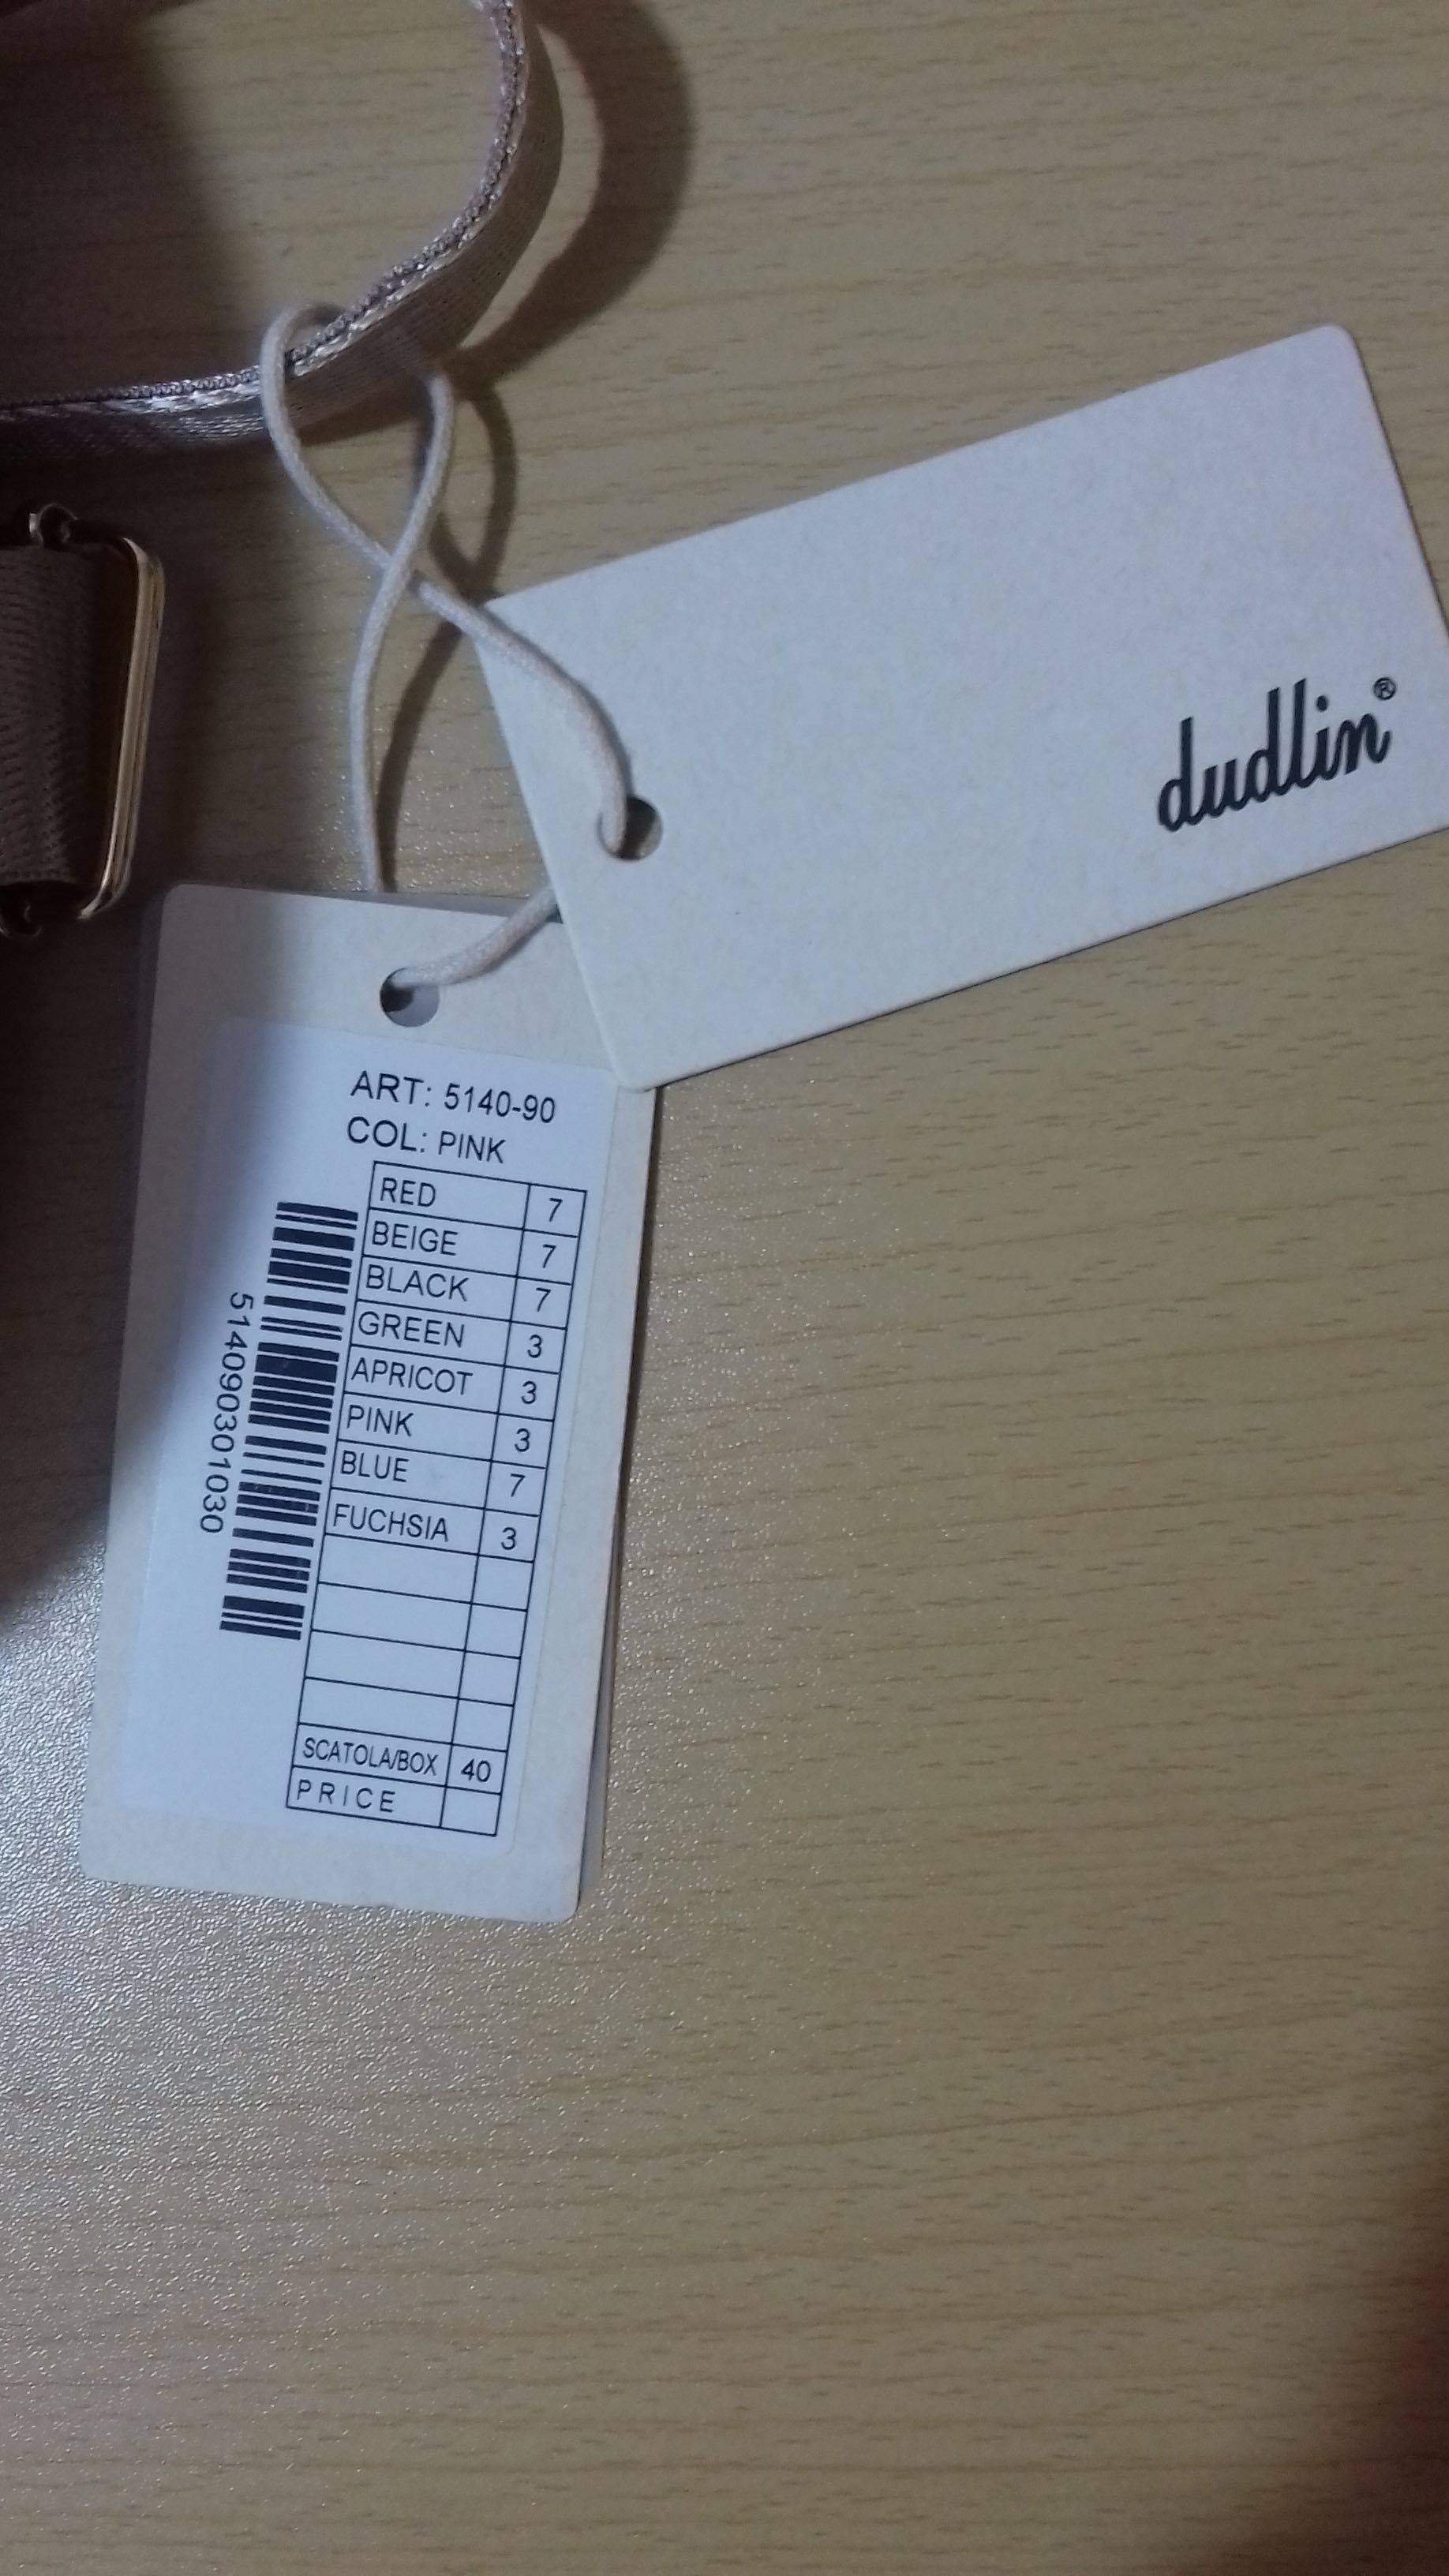 dudlin®
ART: 5140-90
COL: PINK
RED 7
BEIGE 7
BLACK 7
GREEN 3
APRICOT 3
PINK 3
BLUE 7
FUCHSIA 3
SCATOLA/BOX 40
PRICE
514090301030